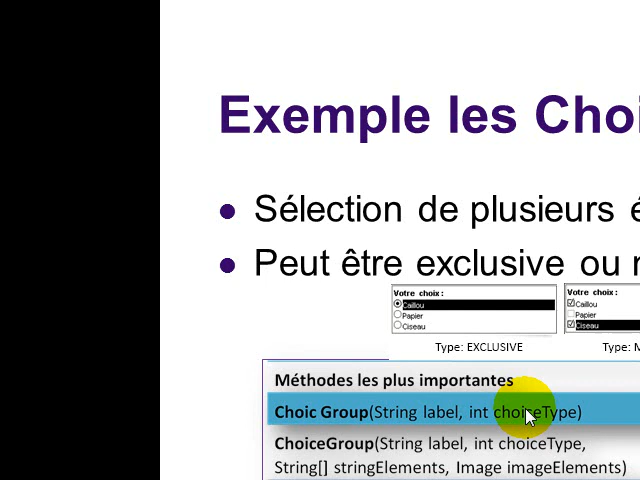 Exemple les Choi
Sélection de plusieurs é
Peut être exclusive ou
Votre choix:
Caillou
Papier
Ciseau
Type: EXCLUSIVE
Votre choix:
Caillou
Papier
Ciseau
Type:
Méthodes les plus importantes
Choic Group(String label, int choiceType)
ChoiceGroup(String label, int choiceType,
String[] stringElements, Image imageElements)